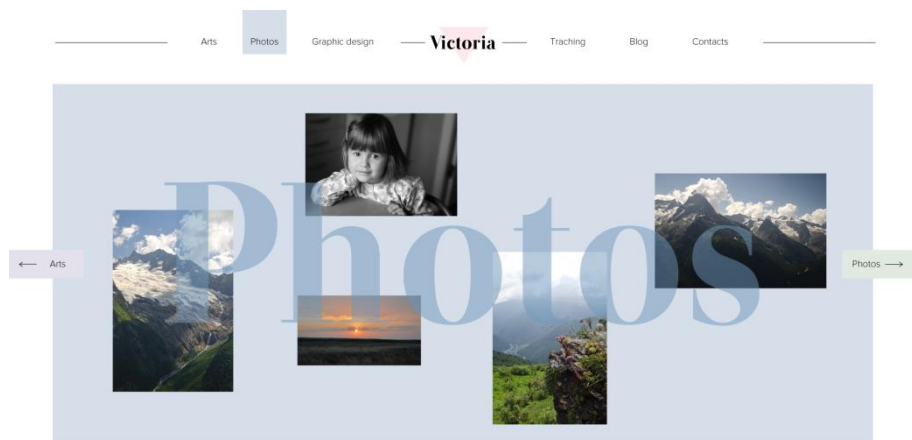 Arts Photos Graphic design Victoria Traching Blog Contacts
Photos
← Arts
Photos →